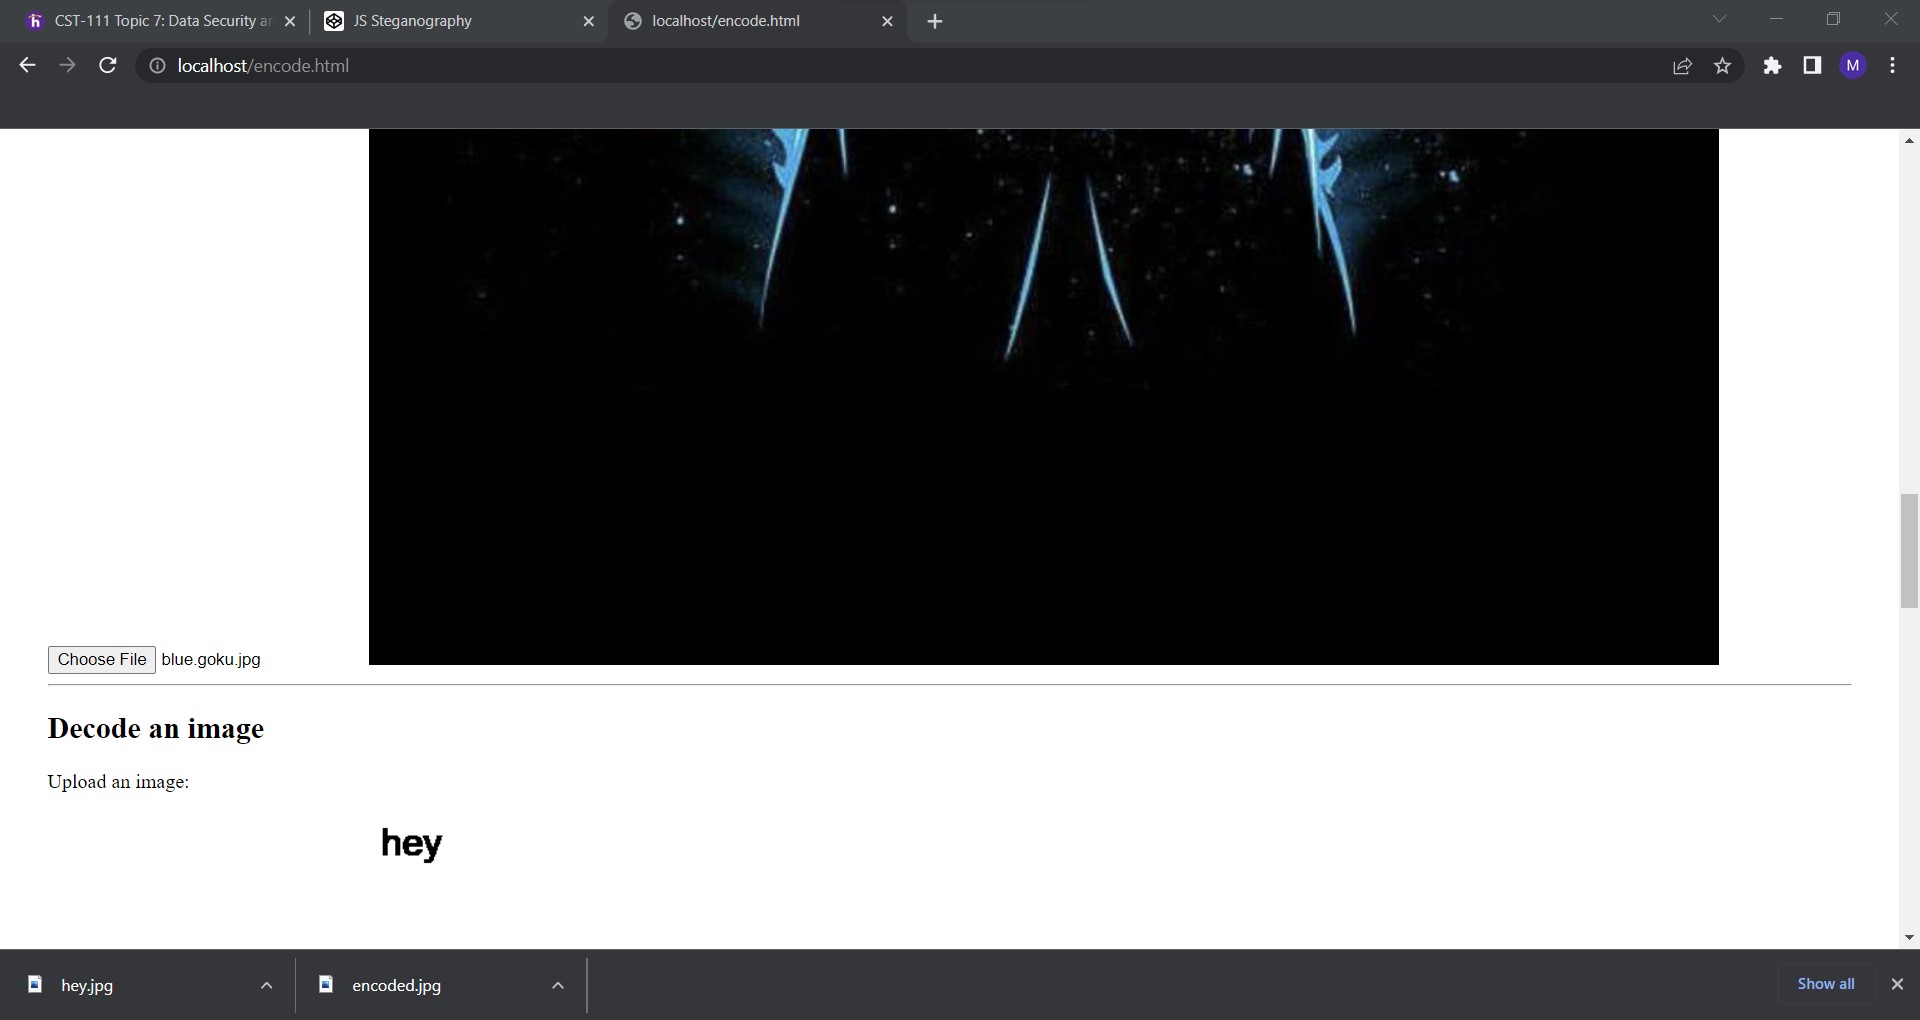 CST-111 Topic 7: Data Security ar
JS Steganography
localhost/encode.html
localhost/encode.html
M
Choose File blue.goku.jpg
Decode an image
Upload an image:
hey
hey.jpg
encoded.jpg
Show all